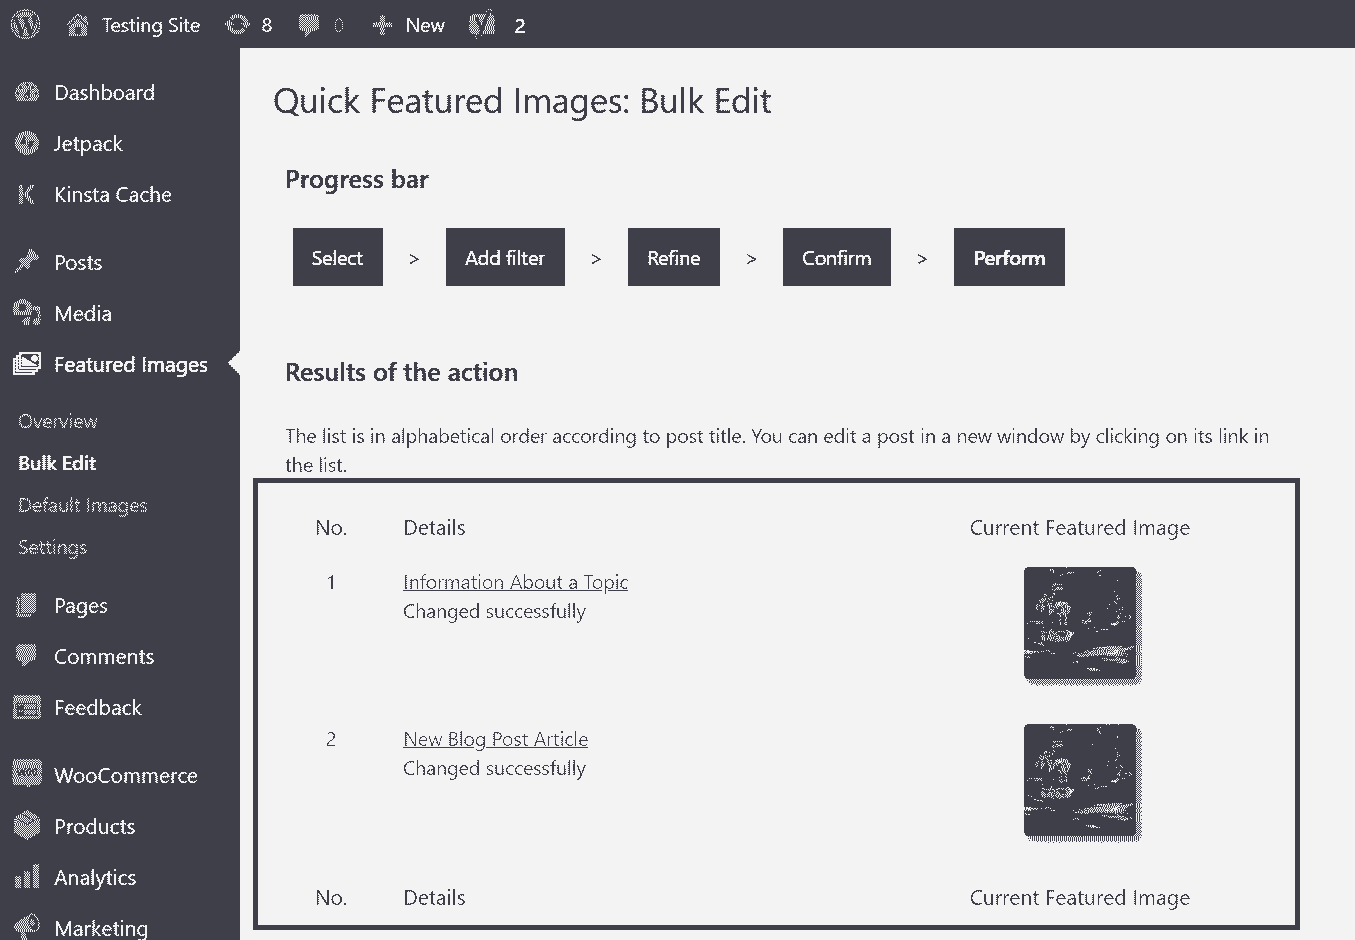 Testing Site 8 0 New 2
Dashboard
Jetpack
Kinsta Cache
Posts
Media
Featured Images
Overview
Bulk Edit
Default Images
Settings
Pages
Comments
Feedback
WooCommerce
Products
Analytics
Marketing
Quick Featured Images: Bulk Edit
Progress bar
Select > Add filter > Refine > Confirm > Perform
Results of the action
The list is in alphabetical order according to post title. You can edit a post in a new window by clicking on its link in
the list.
No. Details Current Featured Image
1 Information About a Topic
Changed successfully
2 New Blog Post Article
Changed successfully
No. Details Current Featured Image